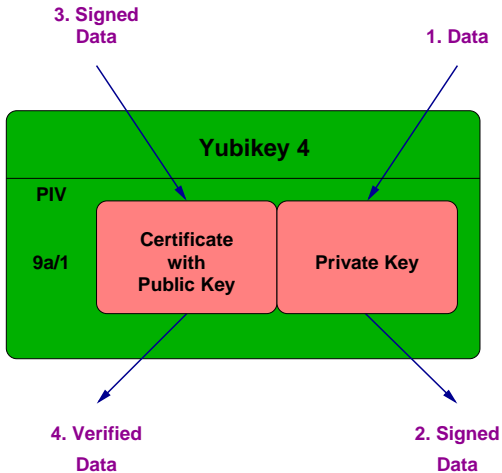 3. Signed
Data
1. Data
Yubikey 4
PIV
9a/1
Certificate
with
Public Key
Private Key
4. Verified
Data
2. Signed
Data